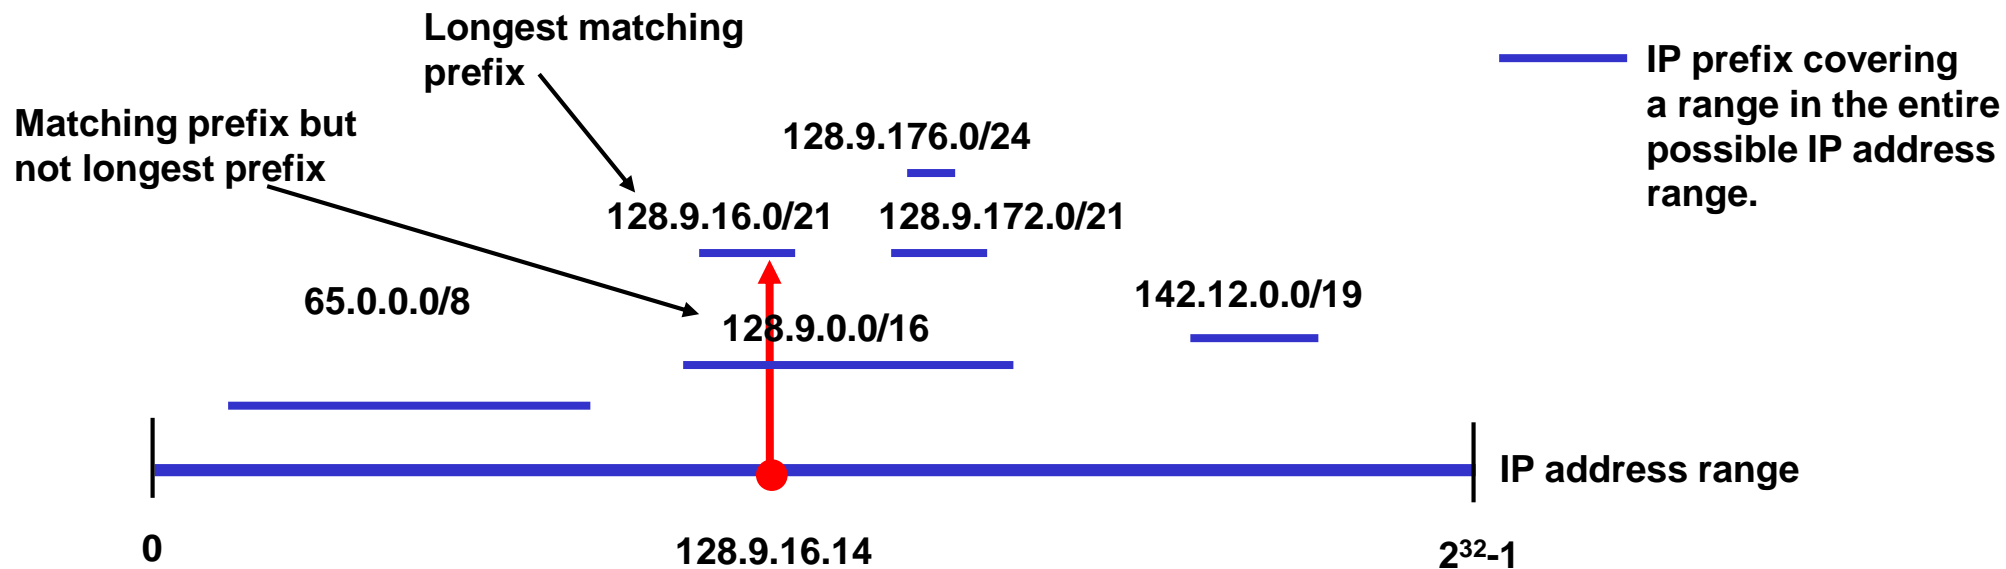 Longest matching
prefix
IP prefix covering
a range in the entire
possible IP address
range.
Matching prefix but
not longest prefix
128.9.176.0/24
128.9.16.0/21
128.9.172.0/21
65.0.0.0/8
142.12.0.0/19
128.9.0.0/16
IP address range
0
128.9.16.14
2³²-1